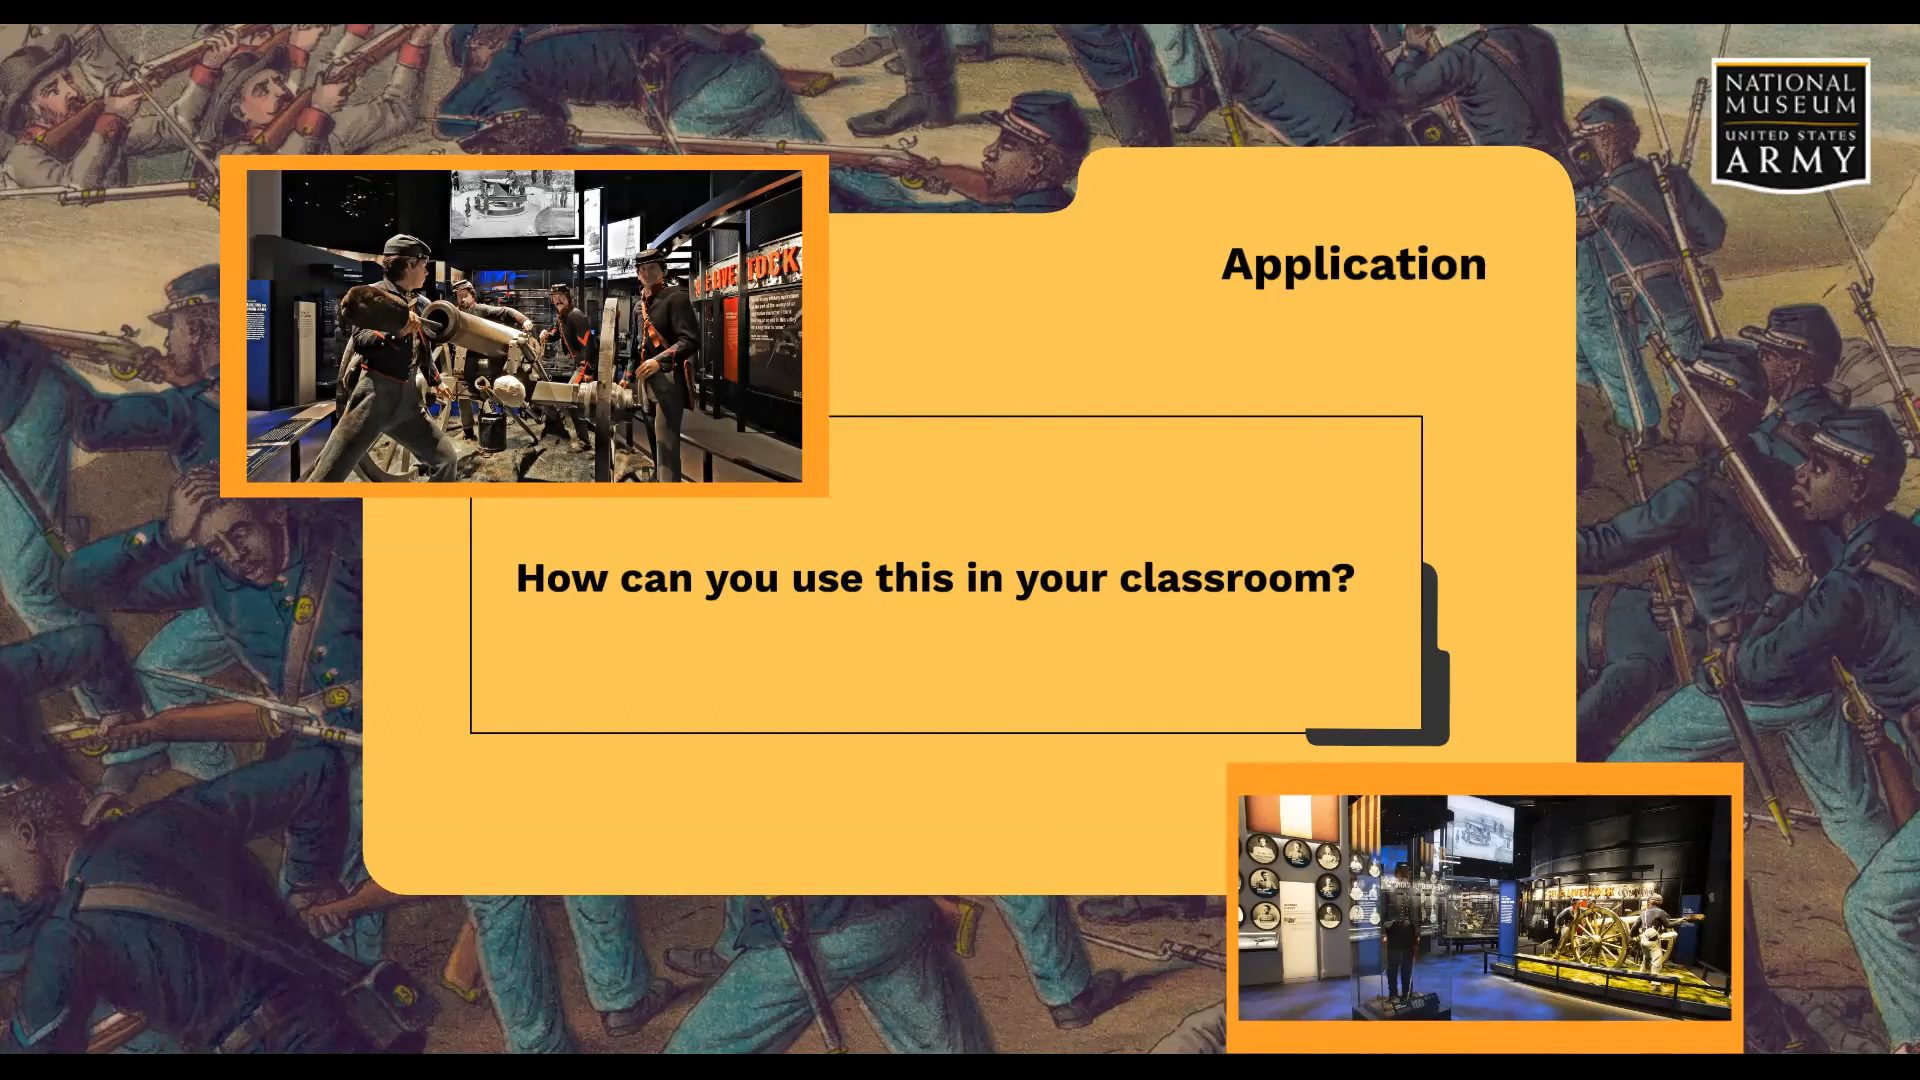 NATIONAL
MUSEUM
UNITED STATES
ARMY
Application
How can you use this in your classroom?